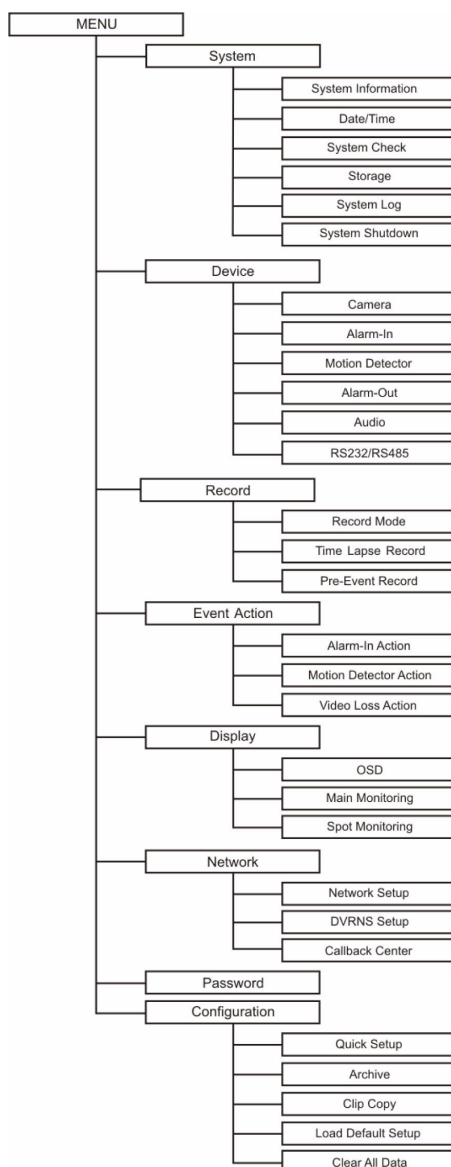 MENU
System
System Information
Date/Time
System Check
Storage
System Log
System Shutdown
Device
Camera
Alarm-In
Motion Detector
Alarm-Out
Audio
RS232/RS485
Record
Record Mode
Time Lapse Record
Pre-Event Record
Event Action
Alarm-In Action
Motion Detector Action
Video Loss Action
Display
OSD
Main Monitoring
Spot Monitoring
Network
Network Setup
DVRNS Setup
Callback Center
Password
Configuration
Quick Setup
Archive
Clip Copy
Load Default Setup
Clear All Data